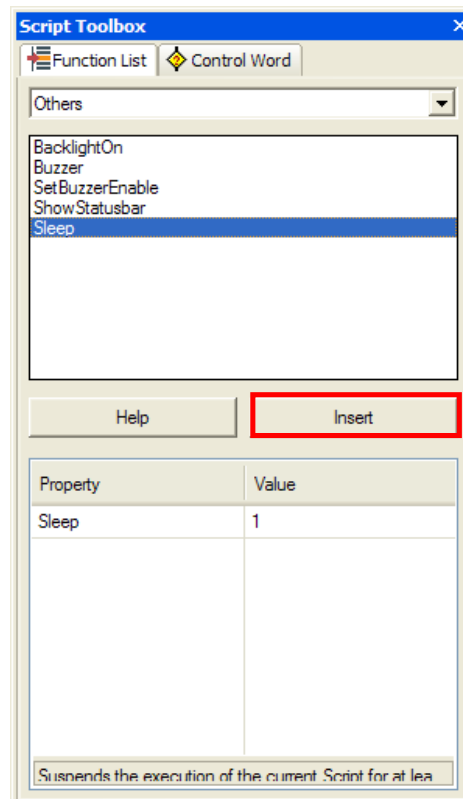 Script Toolbox
Function List Control Word
Others
BacklightOn
Buzzer
SetBuzzerEnable
ShowStatusbar
Sleep
Help Insert
Property Value
Sleep 1
Suspends the execution of the current Script for at lea